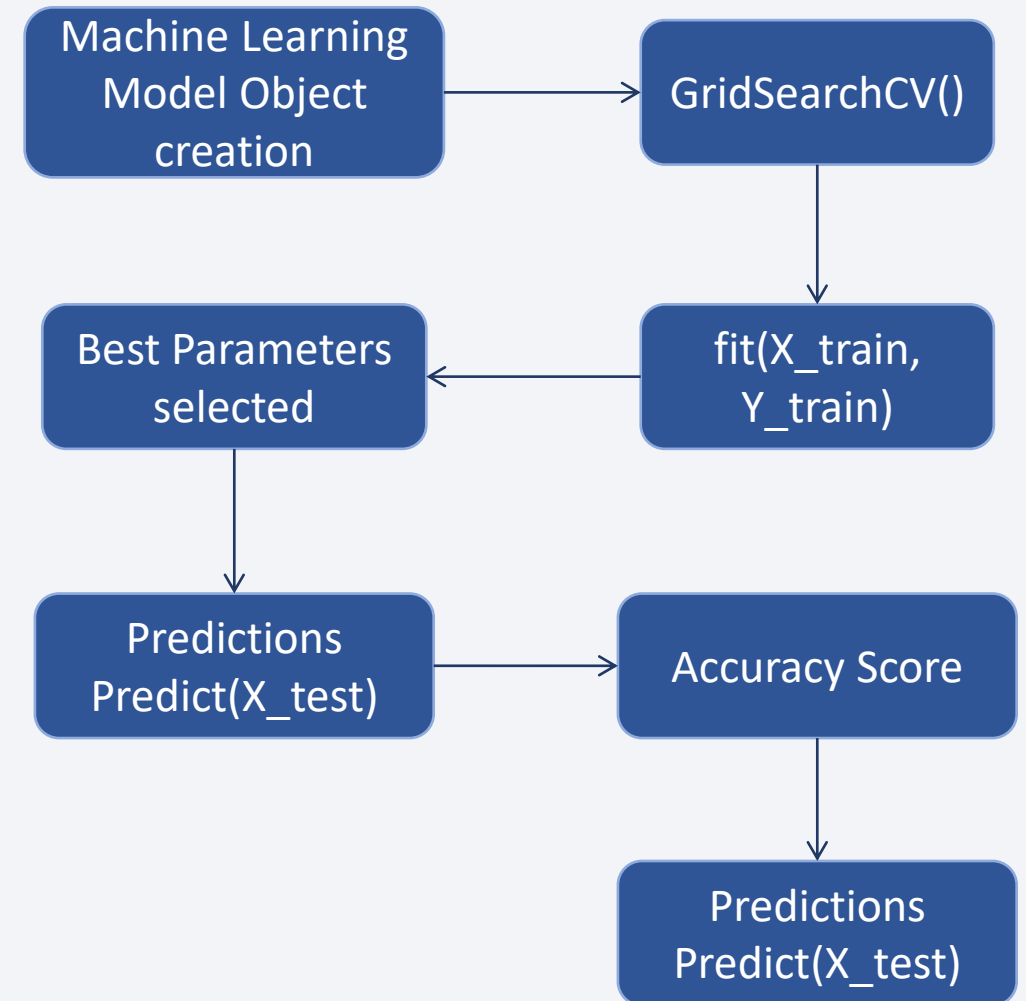 Machine Learning
Model Object
creation
GridSearchCV()
fit(X_train,
Y_train)
Best Parameters
selected
Predictions
Predict(X_test)
Accuracy Score
Predictions
Predict(X_test)